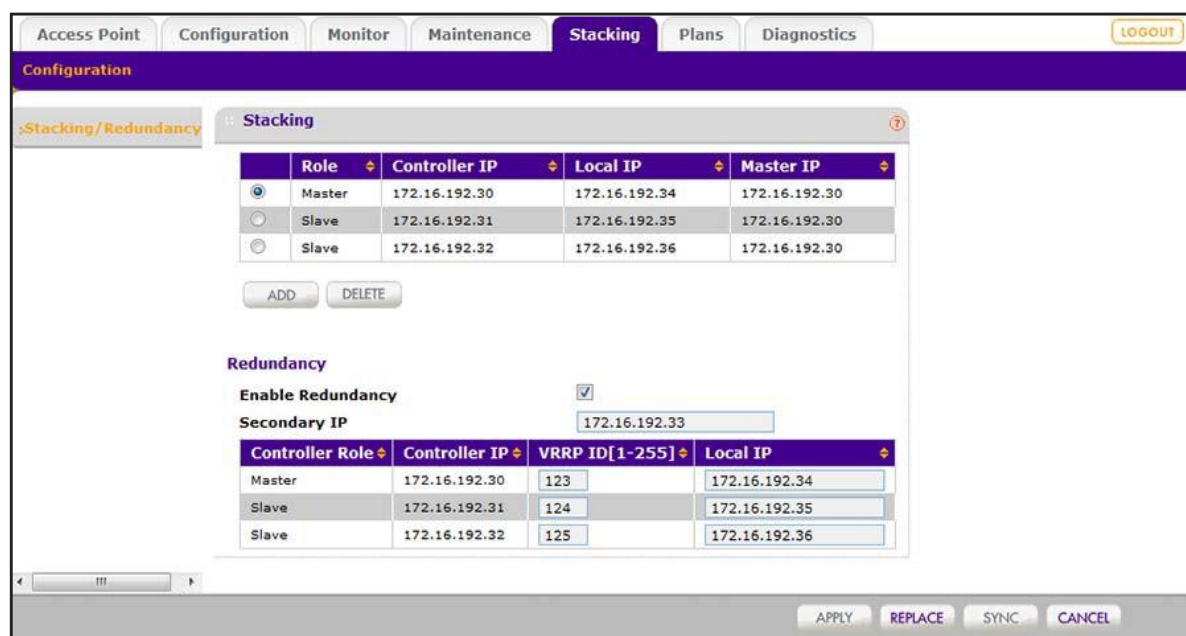 Access Point Configuration Monitor Maintenance Stacking Plans Diagnostics LOGOUT
Configuration
Stacking/Redundancy
Stacking
Role Controller IP Local IP Master IP
Master 172.16.192.30 172.16.192.34 172.16.192.30
Slave 172.16.192.31 172.16.192.35 172.16.192.30
Slave 172.16.192.32 172.16.192.36 172.16.192.30
ADD DELETE
Redundancy
Enable Redundancy
Secondary IP 172.16.192.33
Controller Role Controller IP VRRP ID[1-255] Local IP
Master 172.16.192.30 123 172.16.192.34
Slave 172.16.192.31 124 172.16.192.35
Slave 172.16.192.32 125 172.16.192.36
APPLY REPLACE SYNC CANCEL